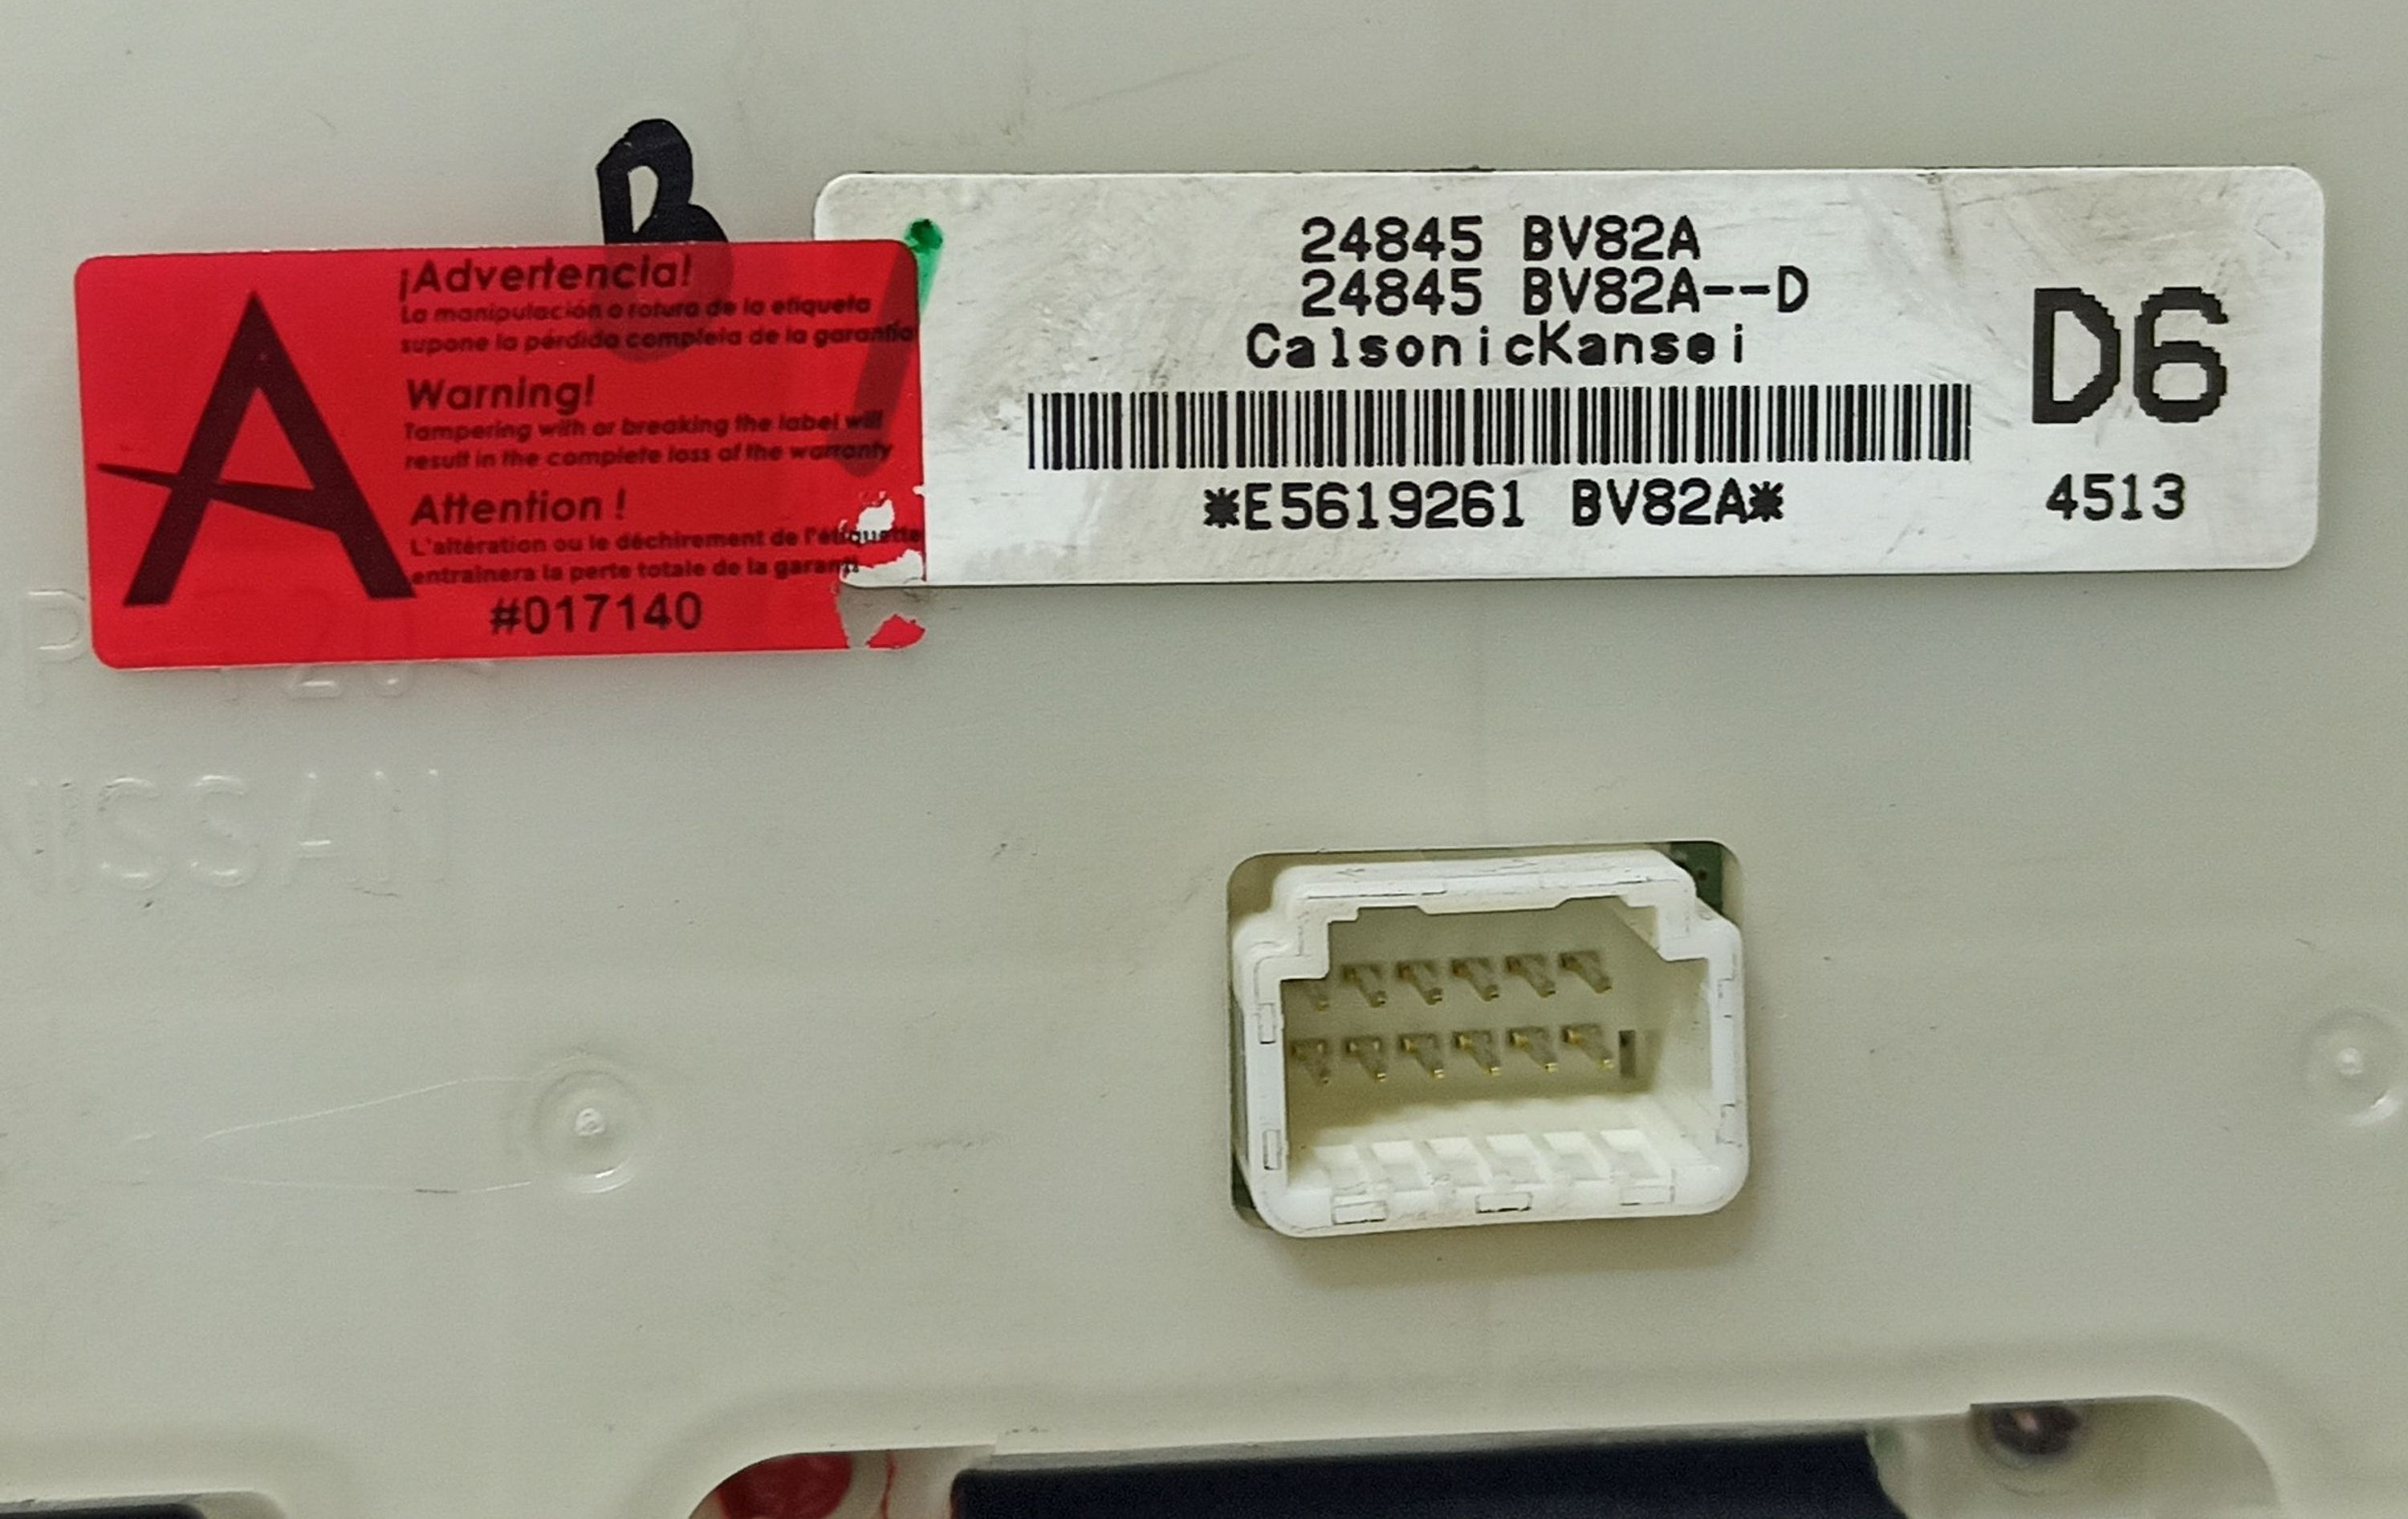 B
¡Advertencia!
La manipulación o rotura de la etiqueta
supone la pérdida completa de la garantía
Warning!
Tampering with or breaking the label will
result in the complete loss of the warranty
Attention !
L'altération ou le déchirement de l'étiquette
entrainera la perte totale de la garanti
#017140
A
24845 BV82A
24845 BV82A--D
CalsonicKansei
*E5619261 BV82A*
D6
4513
NISSAN